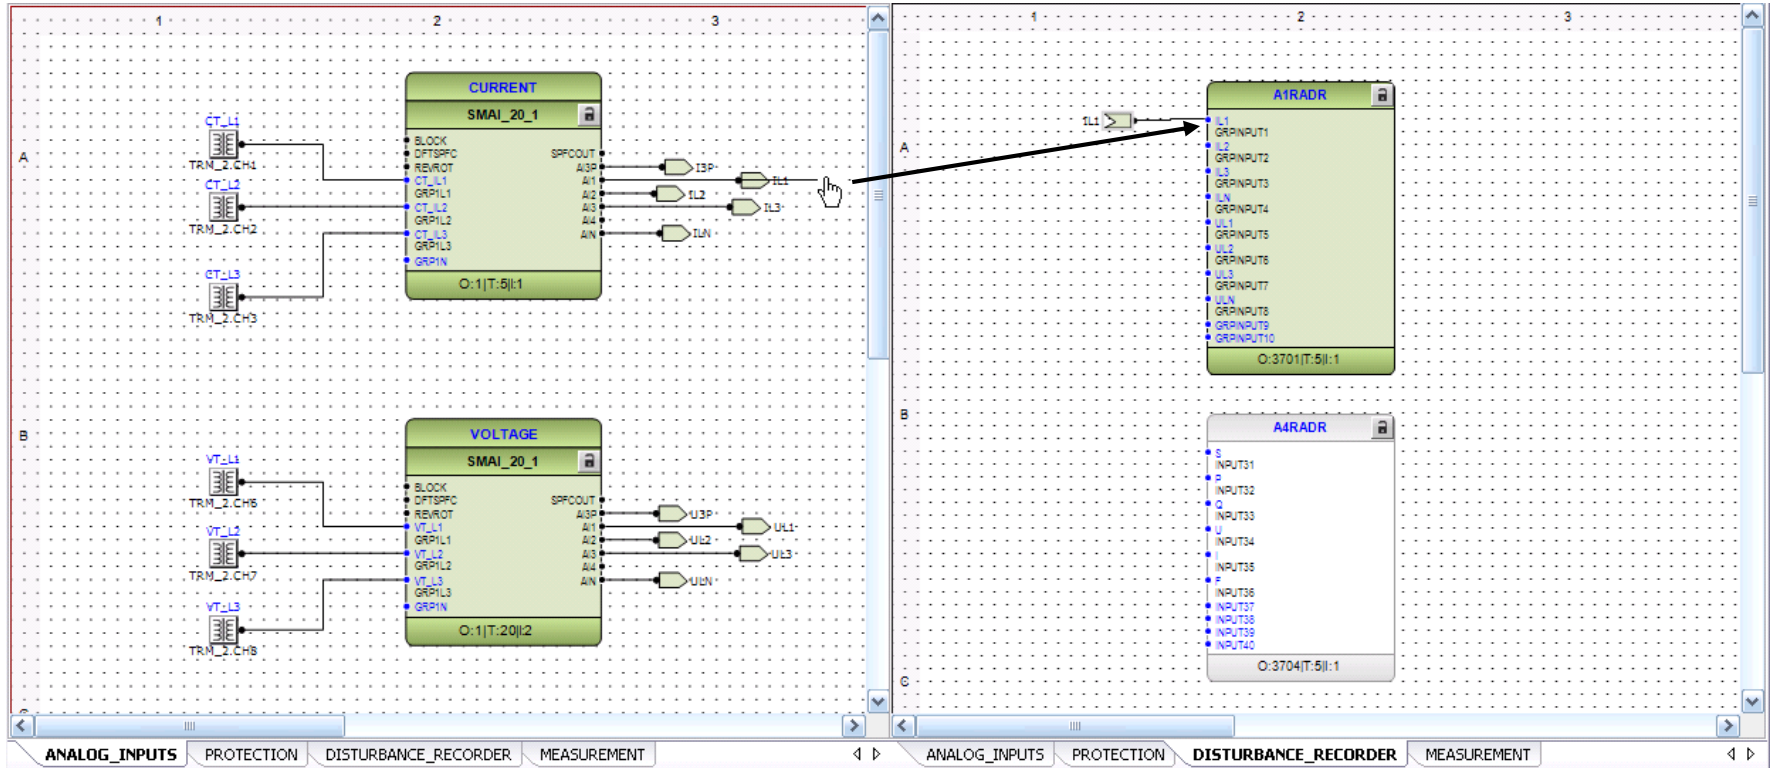 1 2 3
A
CURRENT
SMAI_20_1
BLOCK
DFTSPFC
REVROT
CT_IL1
GRP1L1
CT_IL2
GRP1L2
CT_IL3
GRP1L3
GRP1N
SPFCOUT
AI3P
AI1
AI2
AI3
AI4
AIN
O:1|T:5|I:1
CT_L1
TRM_2.CH1
CT_L2
TRM_2.CH2
CT_L3
TRM_2.CH3
I3P
IL1
IL2
IL3
ILN
B
VOLTAGE
SMAI_20_1
BLOCK
DFTSPFC
REVROT
VT_L1
GRP1L1
VT_L2
GRP1L2
VT_L3
GRP1L3
GRP1N
SPFCOUT
AI3P
AI1
AI2
AI3
AI4
AIN
O:1|T:20|I:2
VT_L1
TRM_2.CH6
VT_L2
TRM_2.CH7
VT_L3
TRM_2.CH8
U3P
UL1
UL2
UL3
ULN
C
ANALOG_INPUTS PROTECTION DISTURBANCE_RECORDER MEASUREMENT
1 2 3
A
IL1
A1RADR
IL1
GRPINPUT1
IL2
GRPINPUT2
IL3
GRPINPUT3
ILN
GRPINPUT4
UL1
GRPINPUT5
UL2
GRPINPUT6
UL3
GRPINPUT7
ULN
GRPINPUT8
GRPINPUT9
GRPINPUT10
O:3701|T:5|I:1
B
A4RADR
S
INPUT31
P
INPUT32
Q
INPUT33
U
INPUT34
I
INPUT35
F
INPUT36
INPUT37
INPUT38
INPUT39
INPUT40
O:3704|T:5|I:1
C
ANALOG_INPUTS PROTECTION DISTURBANCE_RECORDER MEASUREMENT